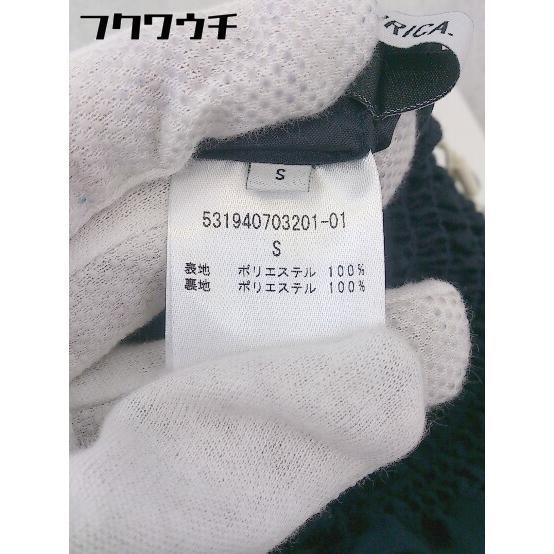 フクワウチ
RICA.
S
531940703201-01
S
表地 ポリエステル 100%
裏地 ポリエステル 100%